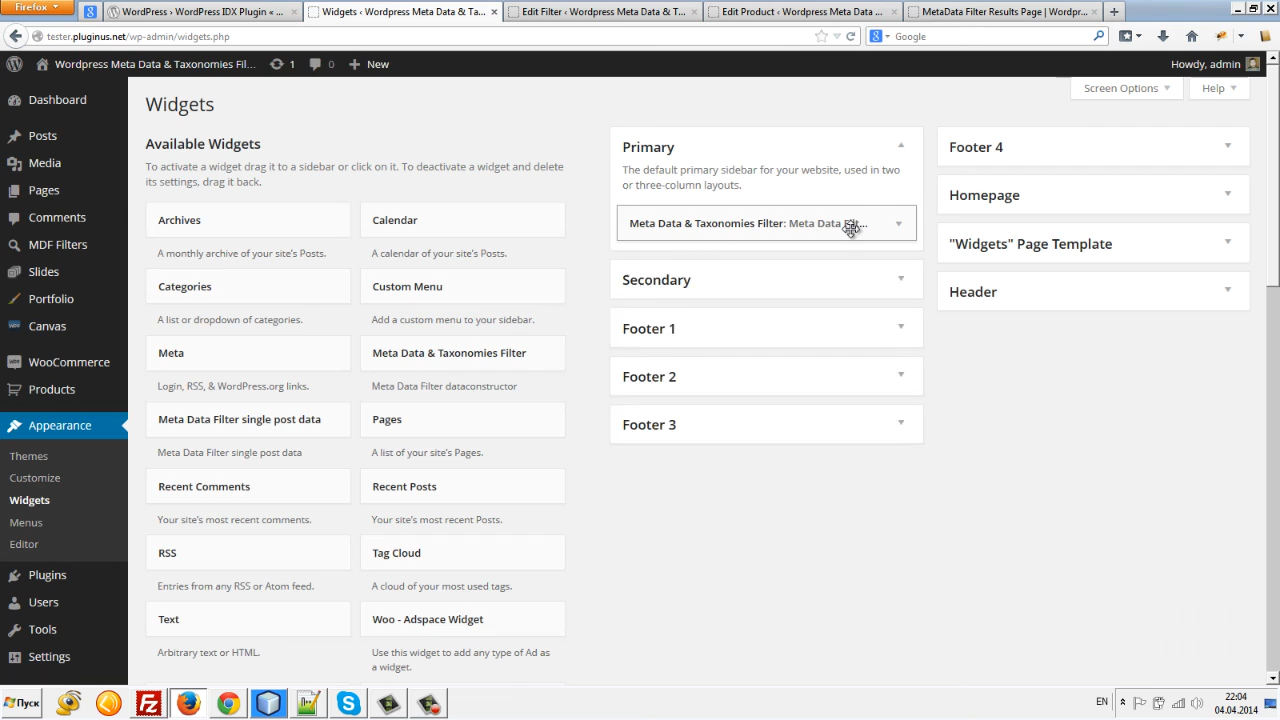 Firefox
WordPress › WordPress IDX Plugin « ...
Widgets ‹ Wordpress Meta Data & Ta...
Edit Filter ‹ Wordpress Meta Data & T...
Edit Product ‹ Wordpress Meta Data ...
MetaData Filter Results Page | Wordpr...
tester.pluginus.net/wp-admin/widgets.php
Google
Wordpress Meta Data & Taxonomies Fil...
1
0
New
Howdy, admin
Dashboard
Posts
Media
Pages
Comments
MDF Filters
Slides
Portfolio
Canvas
WooCommerce
Products
Appearance
Themes
Customize
Widgets
Menus
Editor
Plugins
Users
Tools
Settings
Screen Options
Help
Widgets
Available Widgets
To activate a widget drag it to a sidebar or click on it. To deactivate a widget and delete
its settings, drag it back.
Archives
A monthly archive of your site's Posts.
Calendar
A calendar of your site's Posts.
Categories
A list or dropdown of categories.
Custom Menu
Add a custom menu to your sidebar.
Meta
Login, RSS, & WordPress.org links.
Meta Data & Taxonomies Filter
Meta Data Filter dataconstructor
Meta Data Filter single post data
Meta Data Filter single post data
Pages
A list of your site's Pages.
Recent Comments
Your site's most recent comments.
Recent Posts
Your site's most recent Posts.
RSS
Entries from any RSS or Atom feed.
Tag Cloud
A cloud of your most used tags.
Text
Arbitrary text or HTML.
Woo - Adspace Widget
Use this widget to add any type of Ad as
a widget.
Primary
The default primary sidebar for your website, used in two
or three-column layouts.
Meta Data & Taxonomies Filter: Meta Data
Secondary
Footer 1
Footer 2
Footer 3
Footer 4
Homepage
"Widgets" Page Template
Header
Пуск
EN
22:04
04.04.2014